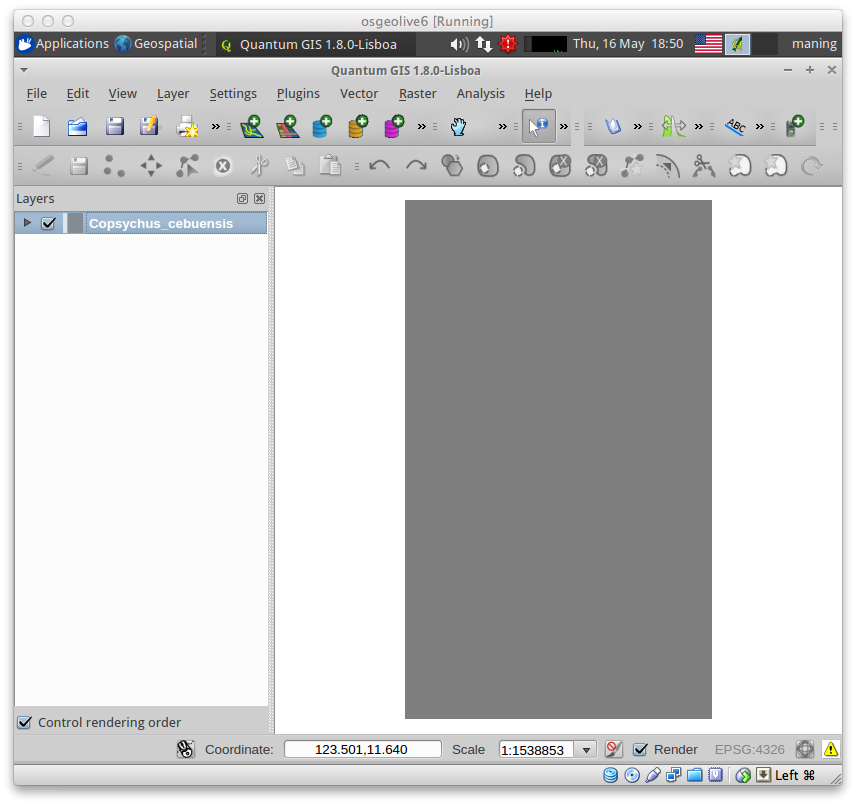 osgeolive6 [Running]
Applications Geospatial Quantum GIS 1.8.0-Lisboa Thu, 16 May 18:50 maning
Quantum GIS 1.8.0-Lisboa
File Edit View Layer Settings Plugins Vector Raster Analysis Help
ABC
Layers
Copsychus_cebuensis
Control rendering order
Coordinate: 123.501,11.640 Scale 1:1538853 Render EPSG:4326
Left ⌘